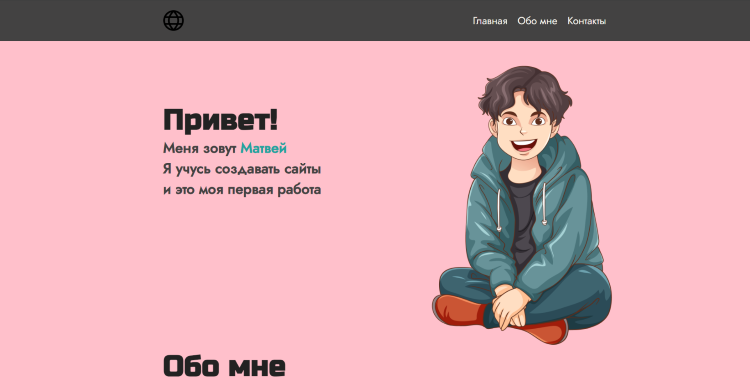 Главная Обо мне Контакты
Привет!
Меня зовут Матвей
Я учусь создавать сайты
и это моя первая работа
Обо мне